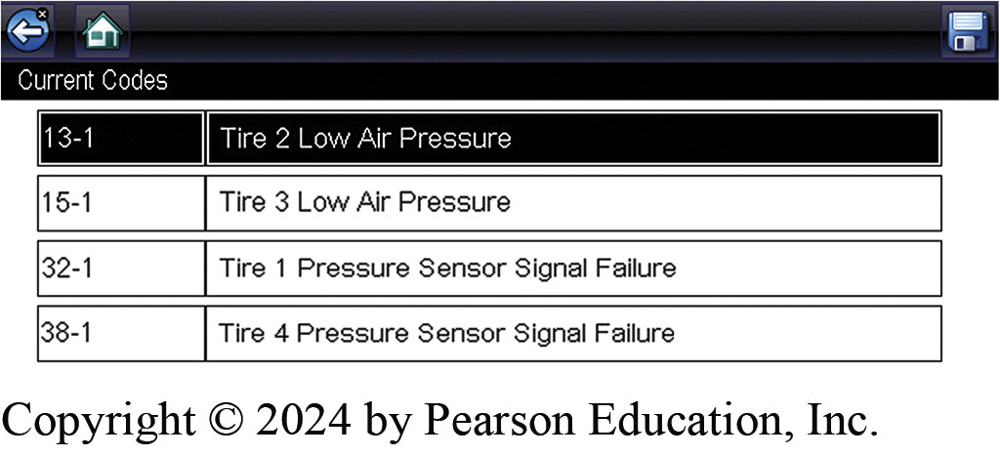 Current Codes
13-1 Tire 2 Low Air Pressure
15-1 Tire 3 Low Air Pressure
32-1 Tire 1 Pressure Sensor Signal Failure
38-1 Tire 4 Pressure Sensor Signal Failure
Copyright © 2024 by Pearson Education, Inc.